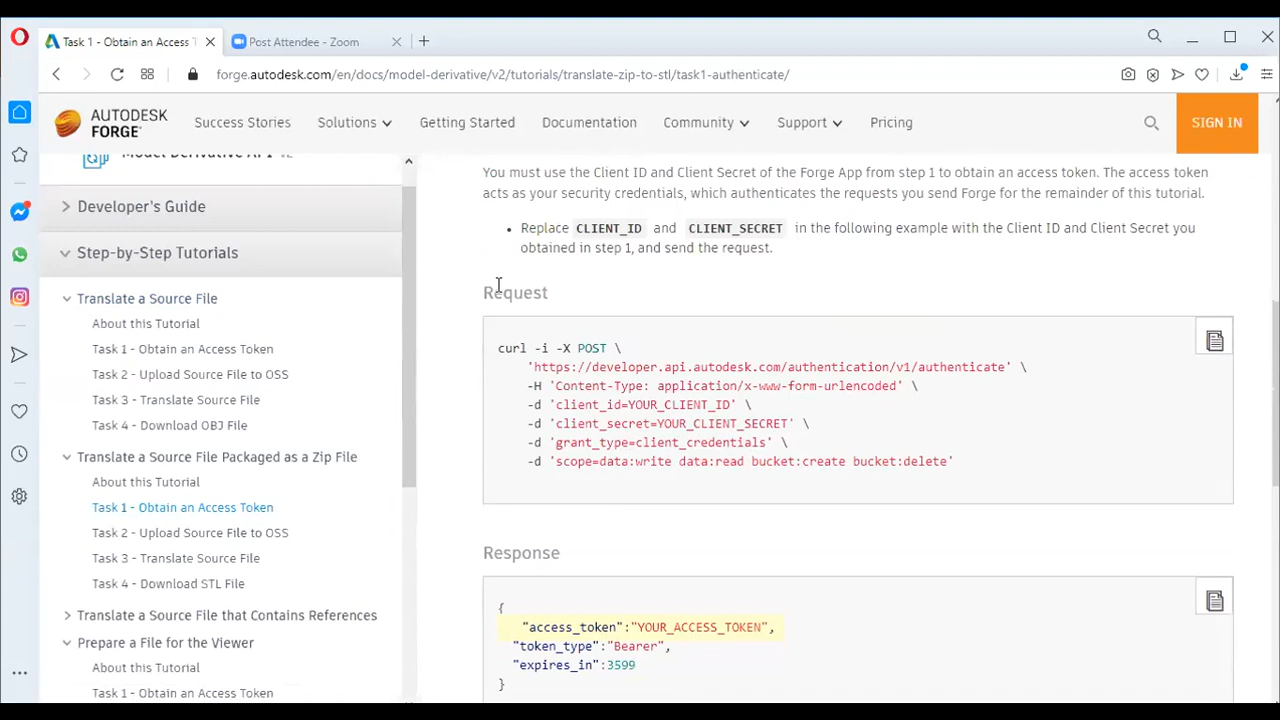 Task 1 - Obtain an Access T
Post Attendee - Zoom
forge.autodesk.com/en/docs/model-derivative/v2/tutorials/translate-zip-to-stl/task1-authenticate/
AUTODESK
FORGE
Success Stories
Solutions
Getting Started
Documentation
Community
Support
Pricing
SIGN IN
Model Derivative API v2
Developer's Guide
Step-by-Step Tutorials
Translate a Source File
About this Tutorial
Task 1 - Obtain an Access Token
Task 2 - Upload Source File to OSS
Task 3 - Translate Source File
Task 4 - Download OBJ File
Translate a Source File Packaged as a Zip File
About this Tutorial
Task 1 - Obtain an Access Token
Task 2 - Upload Source File to OSS
Task 3 - Translate Source File
Task 4 - Download STL File
Translate a Source File that Contains References
Prepare a File for the Viewer
About this Tutorial
Task 1 - Obtain an Access Token
You must use the Client ID and Client Secret of the Forge App from step 1 to obtain an access token. The access token
acts as your security credentials, which authenticates the requests you send Forge for the remainder of this tutorial.
• Replace CLIENT_ID and CLIENT_SECRET in the following example with the Client ID and Client Secret you
obtained in step 1, and send the request.
Request
curl -i -X POST \
'https://developer.api.autodesk.com/authentication/v1/authenticate' \
-H 'Content-Type: application/x-www-form-urlencoded' \
-d 'client_id=YOUR_CLIENT_ID' \
-d 'client_secret=YOUR_CLIENT_SECRET' \
-d 'grant_type=client_credentials' \
-d 'scope=data:write data:read bucket:create bucket:delete'
Response
{
"access_token":"YOUR_ACCESS_TOKEN",
"token_type":"Bearer",
"expires_in":3599
}